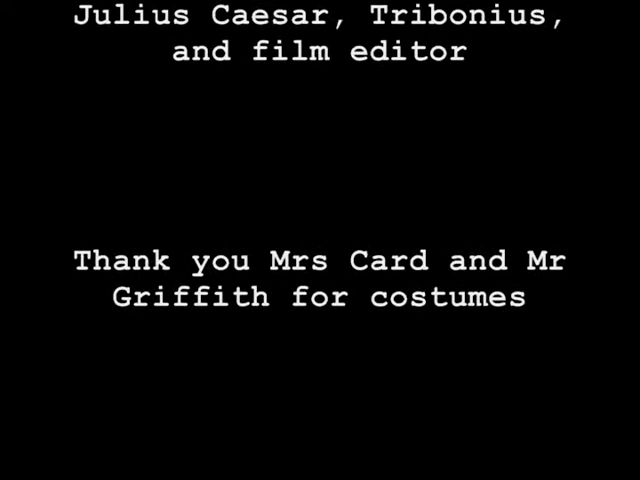 Julius Caesar, Tribonius,
and film editor
Thank you Mrs Card and Mr
Griffith for costumes